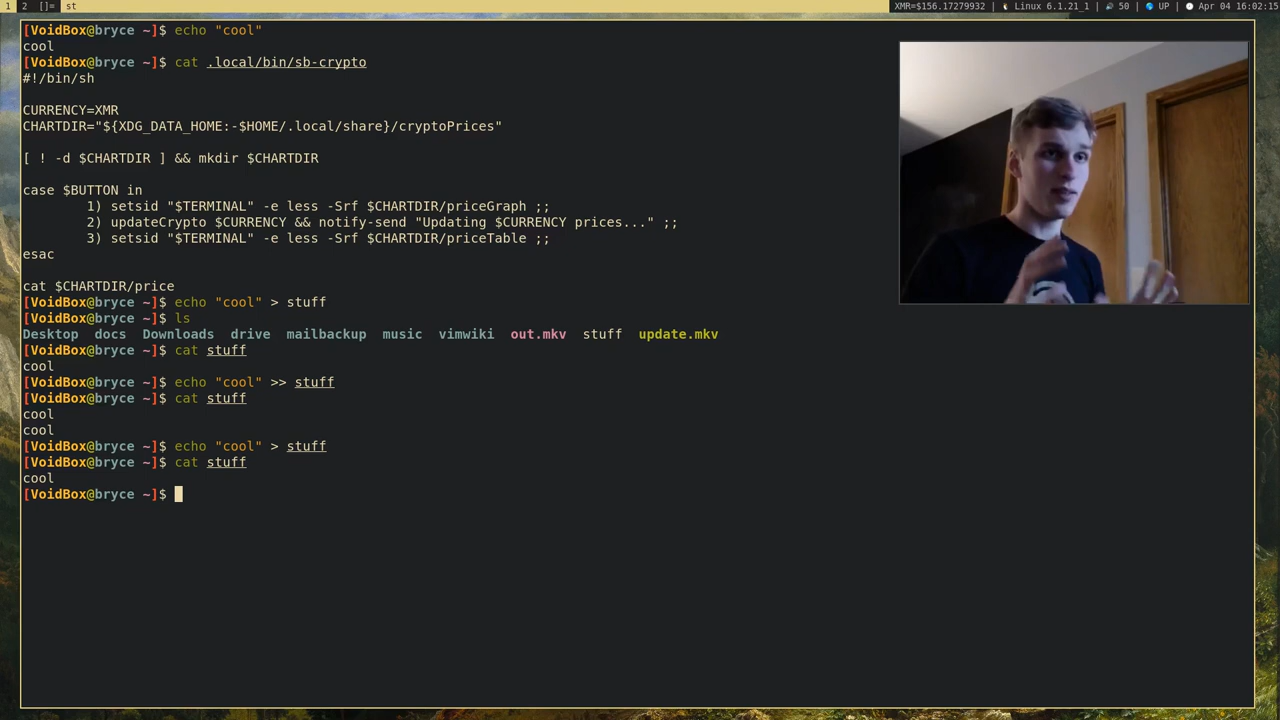 1 2 []= st XMR=$156.17279932 | Linux 6.1.21_1 | 50 | UP | Apr 04 16:02:15
[VoidBox@bryce ~]$ echo "cool"
cool
[VoidBox@bryce ~]$ cat .local/bin/sb-crypto
#!/bin/sh
CURRENCY=XMR
CHARTDIR="${XDG_DATA_HOME:-$HOME/.local/share}/cryptoPrices"
[ ! -d $CHARTDIR ] && mkdir $CHARTDIR
case $BUTTON in
1) setsid "$TERMINAL" -e less -Srf $CHARTDIR/priceGraph ;;
2) updateCrypto $CURRENCY && notify-send "Updating $CURRENCY prices..." ;;
3) setsid "$TERMINAL" -e less -Srf $CHARTDIR/priceTable ;;
esac
cat $CHARTDIR/price
[VoidBox@bryce ~]$ echo "cool" > stuff
[VoidBox@bryce ~]$ ls
Desktop docs Downloads drive mailbackup music vimwiki out.mkv stuff update.mkv
[VoidBox@bryce ~]$ cat stuff
cool
[VoidBox@bryce ~]$ echo "cool" >> stuff
[VoidBox@bryce ~]$ cat stuff
cool
cool
[VoidBox@bryce ~]$ echo "cool" > stuff
[VoidBox@bryce ~]$ cat stuff
cool
[VoidBox@bryce ~]$